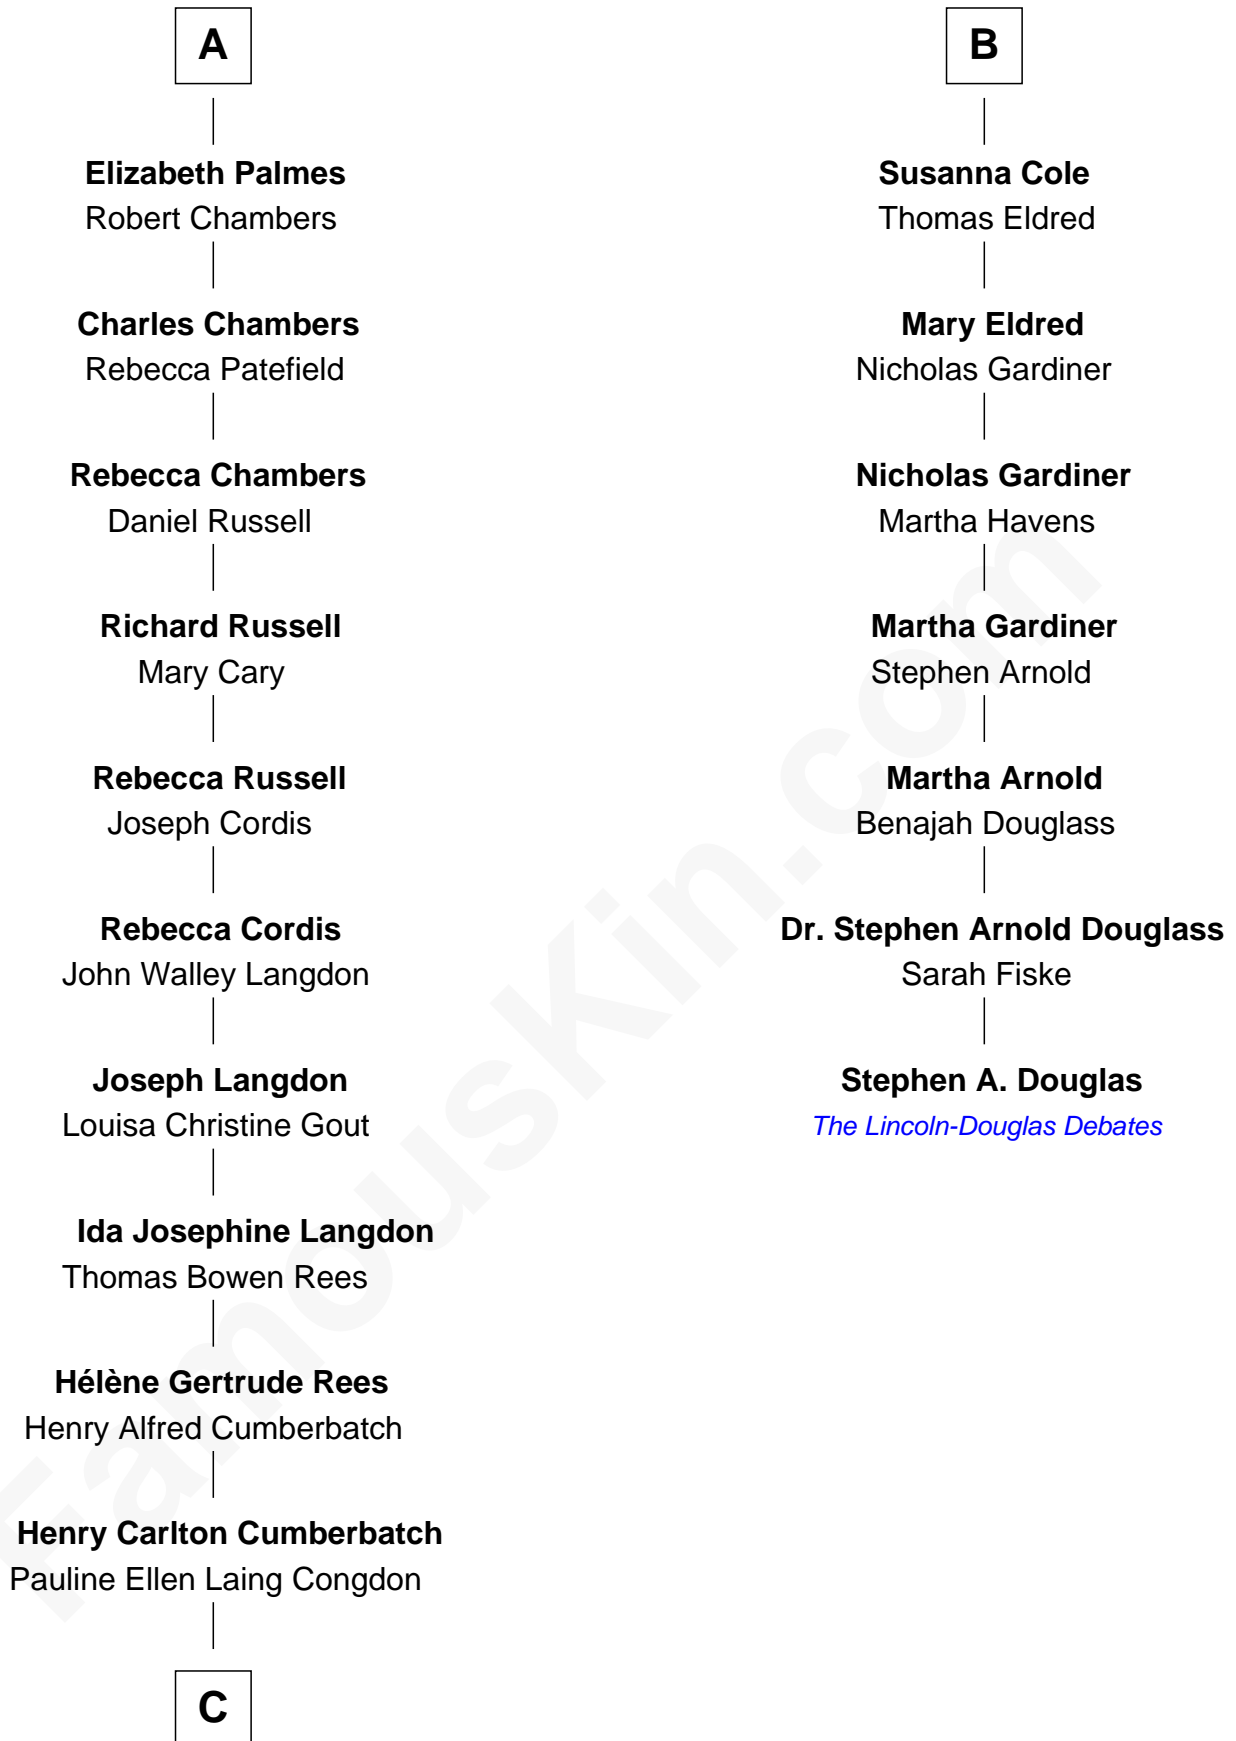 A
Elizabeth Palmes
Robert Chambers
Charles Chambers
Rebecca Patefield
Rebecca Chambers
Daniel Russell
Richard Russell
Mary Cary
Rebecca Russell
Joseph Cordis
Rebecca Cordis
John Walley Langdon
Joseph Langdon
Louisa Christine Gout
Ida Josephine Langdon
Thomas Bowen Rees
Hélène Gertrude Rees
Henry Alfred Cumberbatch
Henry Carlton Cumberbatch
Pauline Ellen Laing Congdon
C
B
Susanna Cole
Thomas Eldred
Mary Eldred
Nicholas Gardiner
Nicholas Gardiner
Martha Havens
Martha Gardiner
Stephen Arnold
Martha Arnold
Benajah Douglass
Dr. Stephen Arnold Douglass
Sarah Fiske
Stephen A. Douglas
The Lincoln-Douglas Debates
FamousKin.com